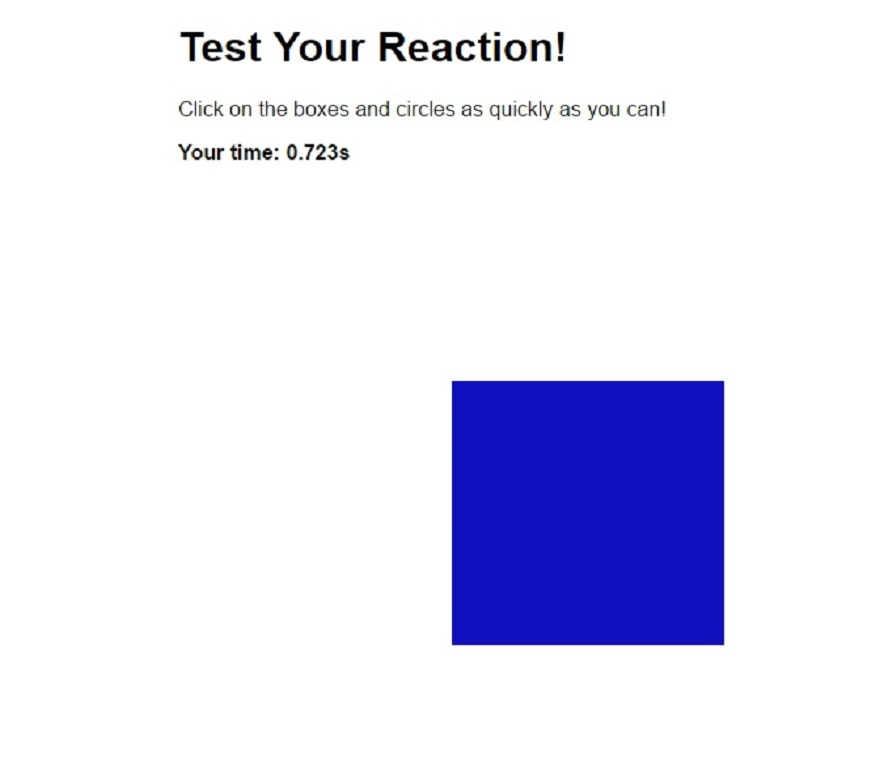 Test Your Reaction!
Click on the boxes and circles as quickly as you can!
Your time: 0.723s